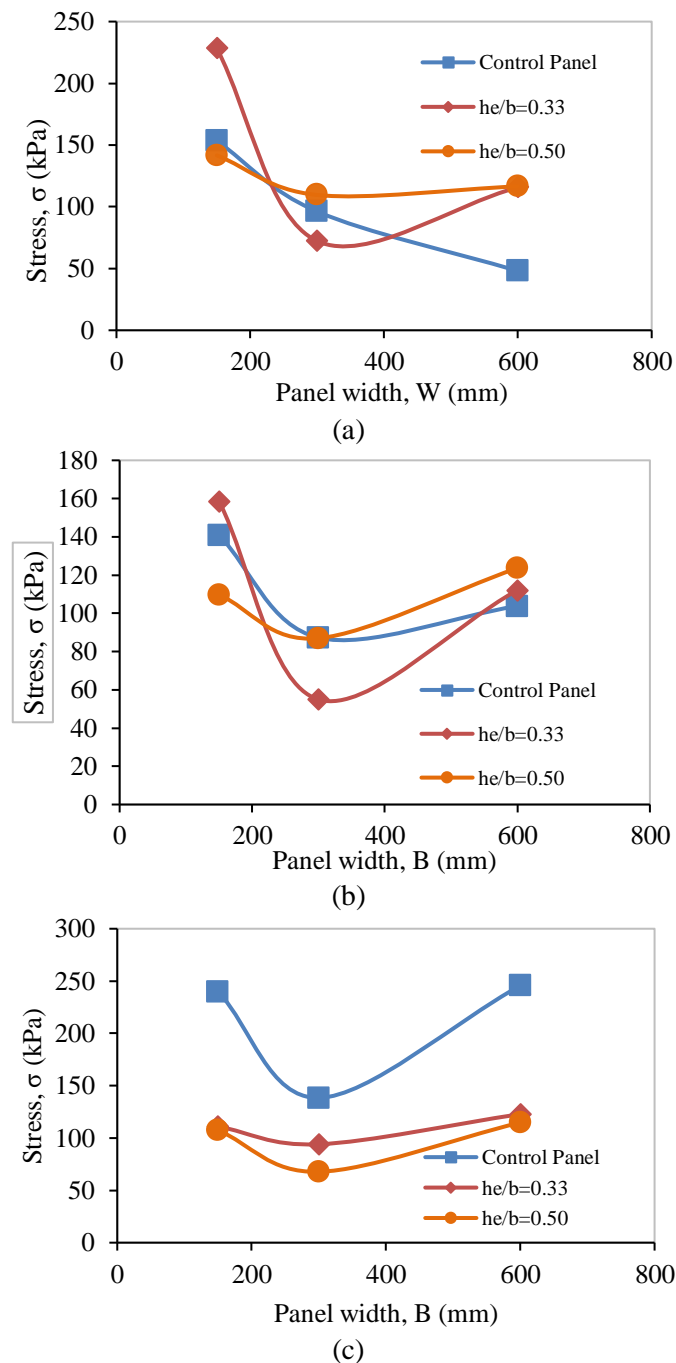 250
200
150
100
50
0
Stress, σ (kPa)
Control Panel
he/b=0.33
he/b=0.50
0 200 400 600 800
Panel width, W (mm)
(a)
180
160
140
120
100
80
60
40
20
0
Stress, σ (kPa)
Control Panel
he/b=0.33
he/b=0.50
0 200 400 600 800
Panel width, B (mm)
(b)
300
250
200
150
100
50
0
Stress, σ (kPa)
Control Panel
he/b=0.33
he/b=0.50
0 200 400 600 800
Panel width, B (mm)
(c)